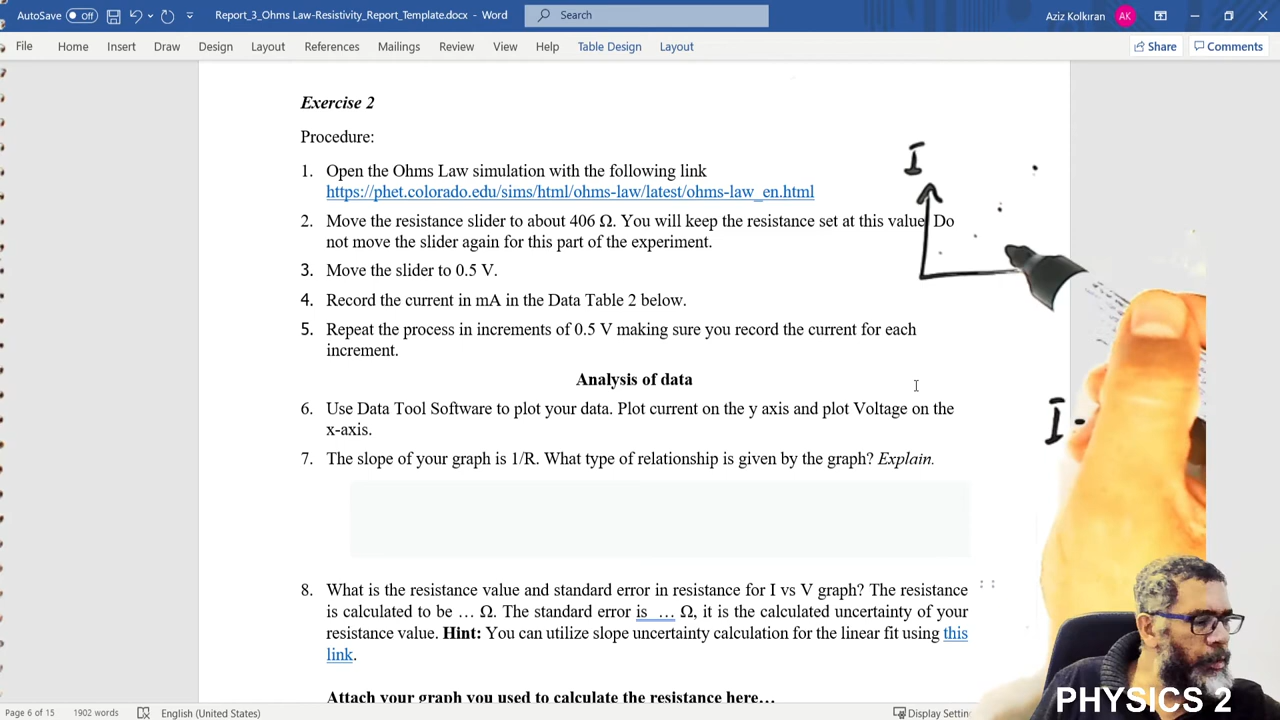 AutoSave Off Report_3_Ohms Law-Resistivity_Report_Template.docx - Word Search Aziz Kolkıran AK
File Home Insert Draw Design Layout References Mailings Review View Help Table Design Layout Share Comments
Exercise 2
Procedure:
1. Open the Ohms Law simulation with the following link
https://phet.colorado.edu/sims/html/ohms-law/latest/ohms-law_en.html
2. Move the resistance slider to about 406 Ω. You will keep the resistance set at this value. Do
not move the slider again for this part of the experiment.
3. Move the slider to 0.5 V.
4. Record the current in mA in the Data Table 2 below.
5. Repeat the process in increments of 0.5 V making sure you record the current for each
increment.
Analysis of data
6. Use Data Tool Software to plot your data. Plot current on the y axis and plot Voltage on the
x-axis.
7. The slope of your graph is 1/R. What type of relationship is given by the graph? Explain.
8. What is the resistance value and standard error in resistance for I vs V graph? The resistance
is calculated to be … Ω. The standard error is … Ω, it is the calculated uncertainty of your
resistance value. Hint: You can utilize slope uncertainty calculation for the linear fit using this
link.
Attach your graph you used to calculate the resistance here…
I
I
PHYSICS 2
Page 6 of 15 1902 words English (United States) Display Settin